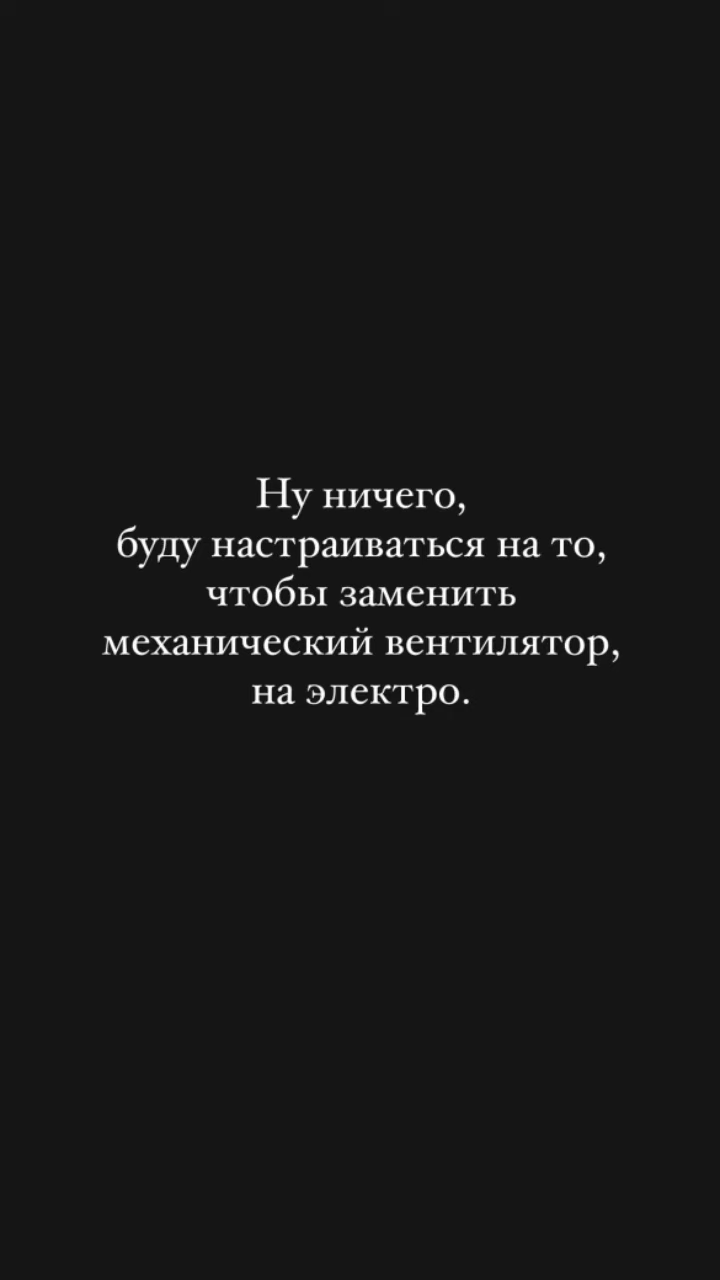 Ну ничего,
буду настраиваться на то,
чтобы заменить
механический вентилятор,
на электро.